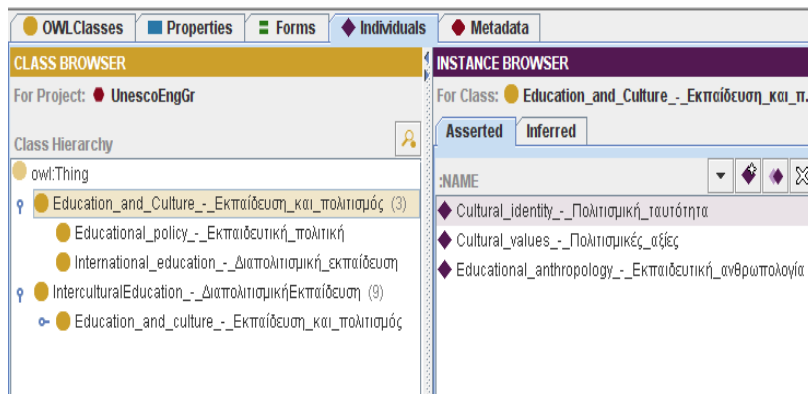 OWLClasses Properties Forms Individuals Metadata
CLASS BROWSER
For Project: UnescoEngGr
Class Hierarchy
owl:Thing
Education_and_Culture_-_Εκπαίδευση_και_πολιτισμός (3)
Educational_policy_-_Εκπαιδευτική_πολιτική
International_education_-_Διαπολιτισμική_εκπαίδευση
InterculturalEducation_-_ΔιαπολιτισμικήΕκπαίδευση (9)
Education_and_culture_-_Εκπαίδευση_και_πολιτισμός
INSTANCE BROWSER
For Class: Education_and_Culture_-_Εκπαίδευση_και_π..
Asserted Inferred
:NAME
Cultural_identity_-_Πολιτισμική_ταυτότητα
Cultural_values_-_Πολιτισμικές_αξίες
Educational_anthropology_-_Εκπαιδευτική_ανθρωπολογία